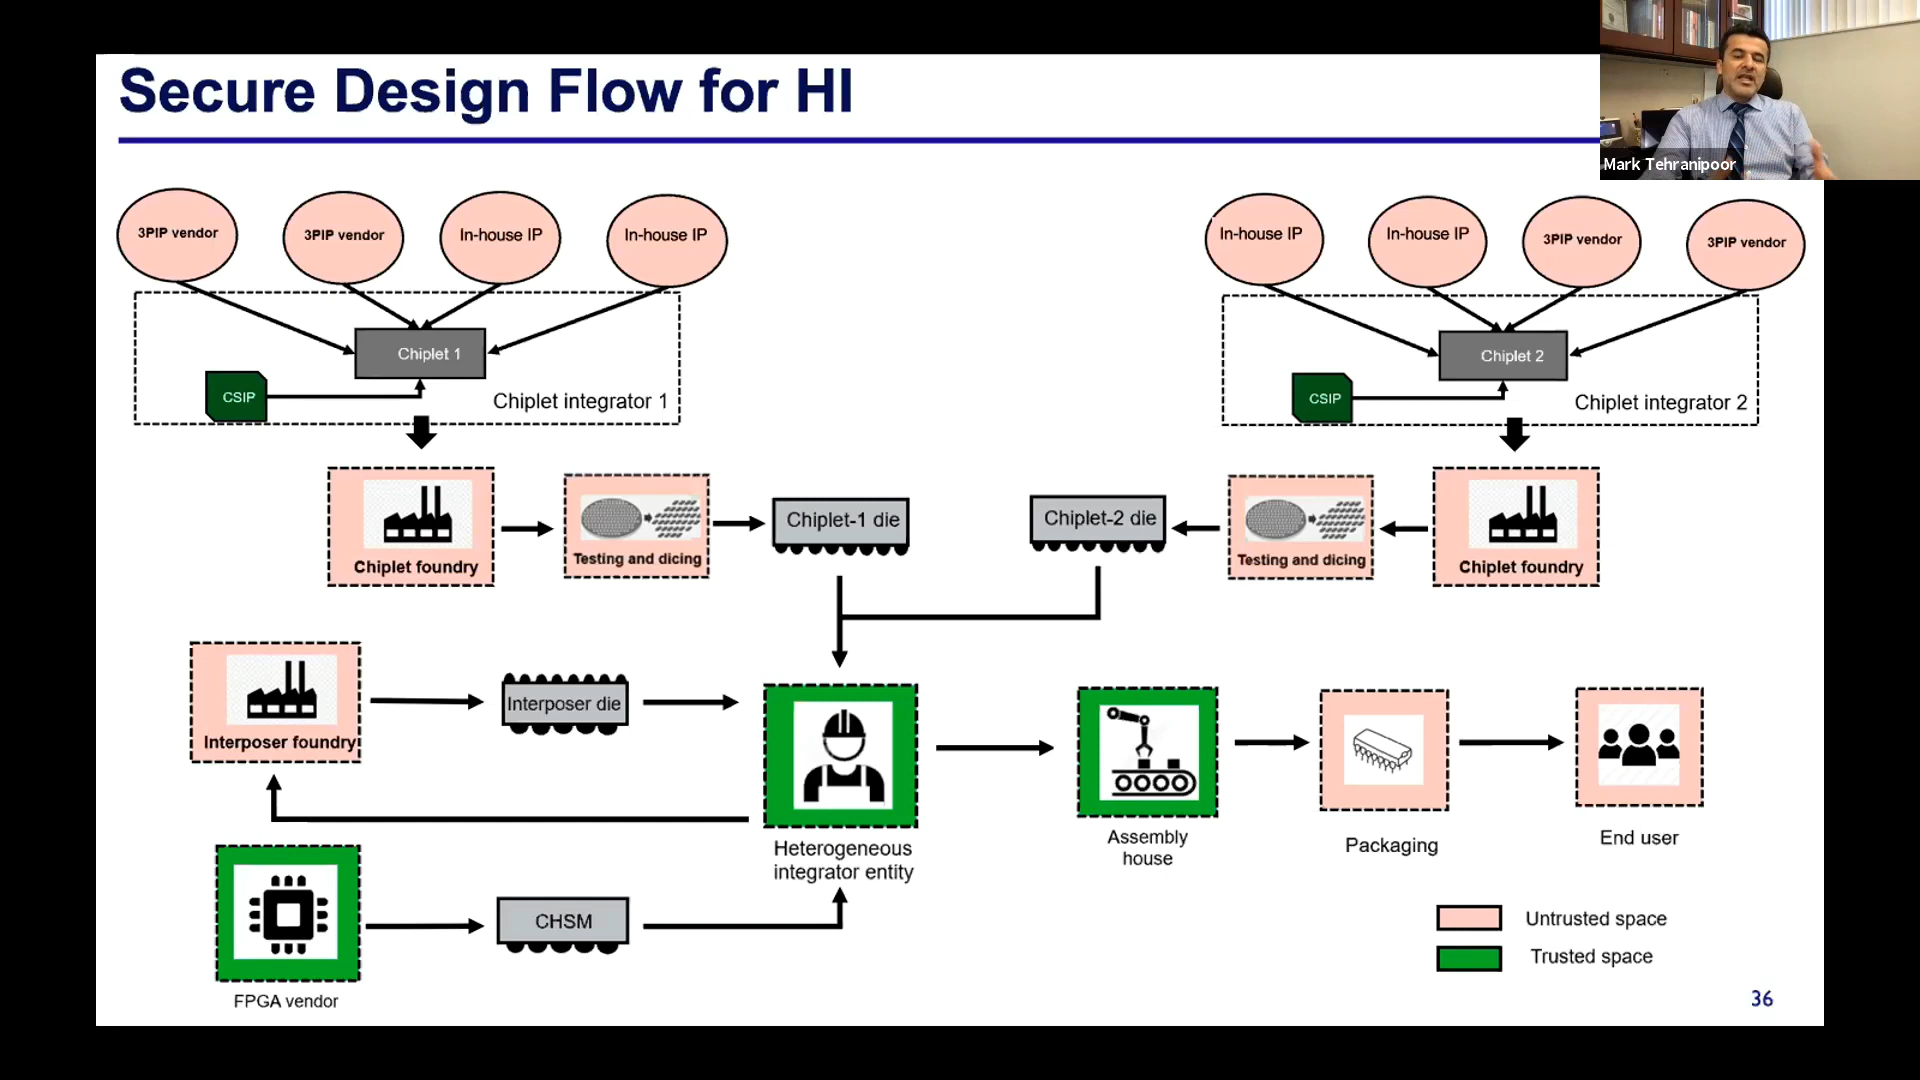 Secure Design Flow for HI
Mark Tehranipoor
3PIP vendor
3PIP vendor
In-house IP
In-house IP
In-house IP
In-house IP
3PIP vendor
3PIP vendor
Chiplet 1
CSIP
Chiplet integrator 1
Chiplet 2
CSIP
Chiplet integrator 2
Chiplet foundry
Testing and dicing
Chiplet-1 die
Chiplet-2 die
Testing and dicing
Chiplet foundry
Interposer foundry
Interposer die
Heterogeneous
integrator entity
Assembly
house
Packaging
End user
FPGA vendor
CHSM
Untrusted space
Trusted space
36